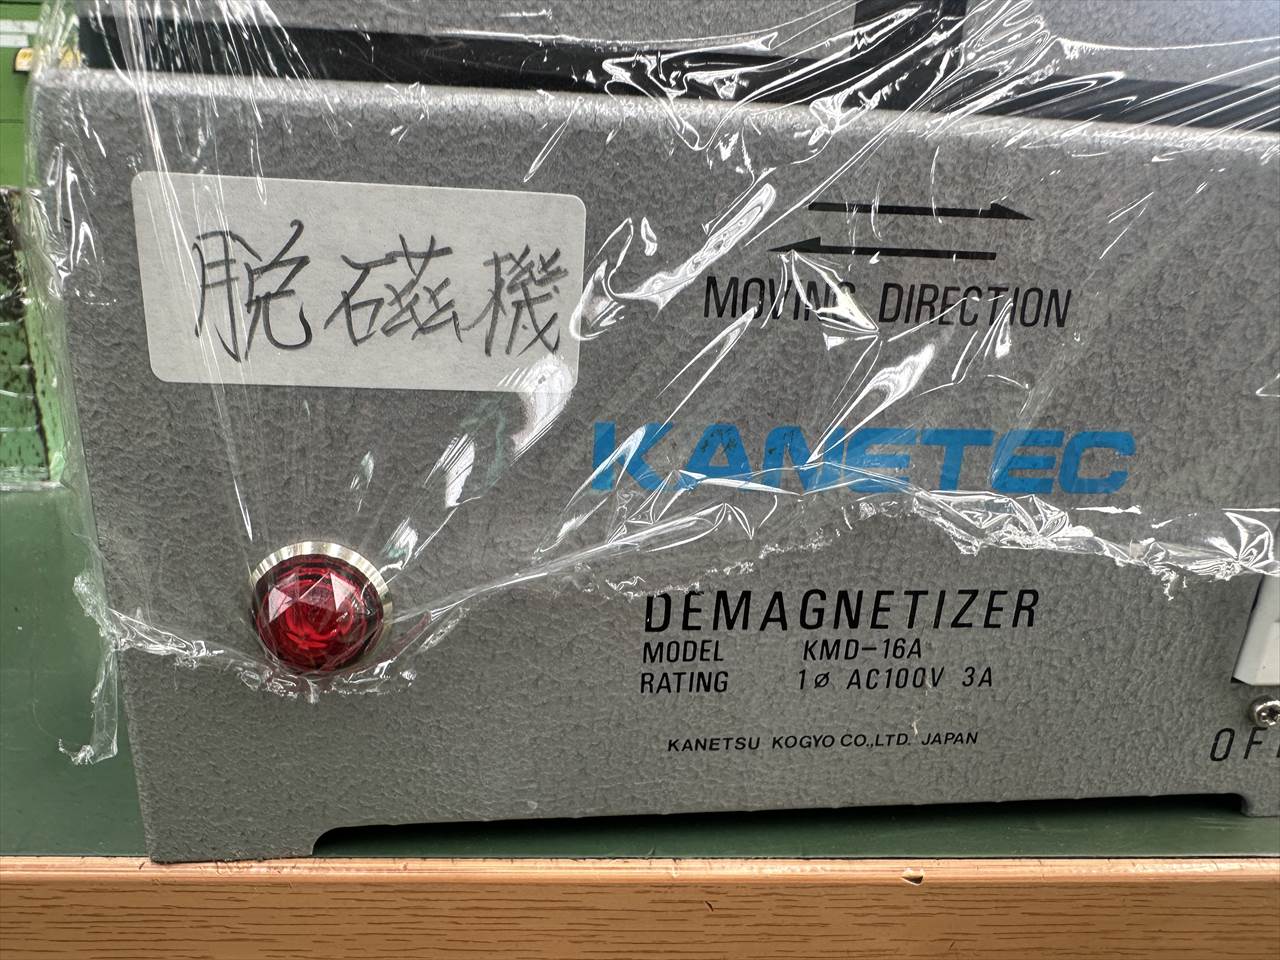 脱磁機
MOVING DIRECTION
KANETEC
DEMAGNETIZER
MODEL KMD-16A
RATING 1ø AC100V 3A
KANETSU KOGYO CO.,LTD. JAPAN